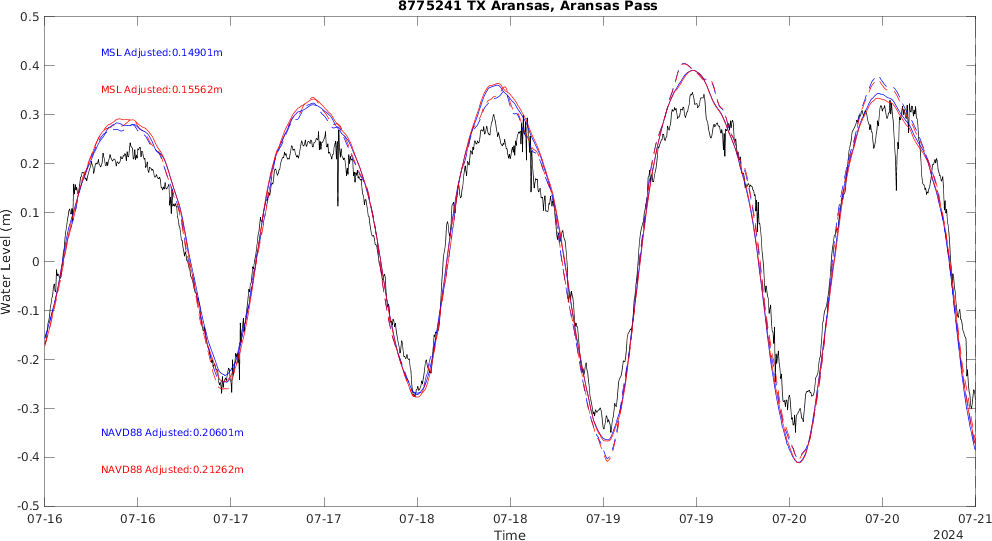 8775241 TX Aransas, Aransas Pass
0.5
0.4
0.3
0.2
0.1
0
-0.1
-0.2
-0.3
-0.4
-0.5
Water Level (m)
MSL Adjusted:0.14901m
MSL Adjusted:0.15562m
NAVD88 Adjusted:0.20601m
NAVD88 Adjusted:0.21262m
07-16 07-16 07-17 07-17 07-18 07-18 07-19 07-19 07-20 07-20 07-21
Time
2024